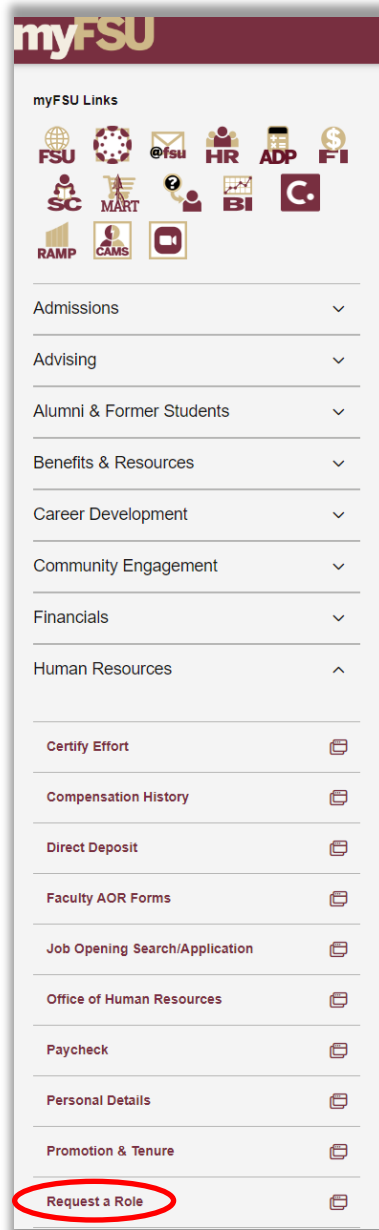 myFSU
myFSU Links
FSU @fsu HR ADP FI
SC MART BI C.
RAMP CAMS
Admissions
Advising
Alumni & Former Students
Benefits & Resources
Career Development
Community Engagement
Financials
Human Resources
Certify Effort
Compensation History
Direct Deposit
Faculty AOR Forms
Job Opening Search/Application
Office of Human Resources
Paycheck
Personal Details
Promotion & Tenure
Request a Role